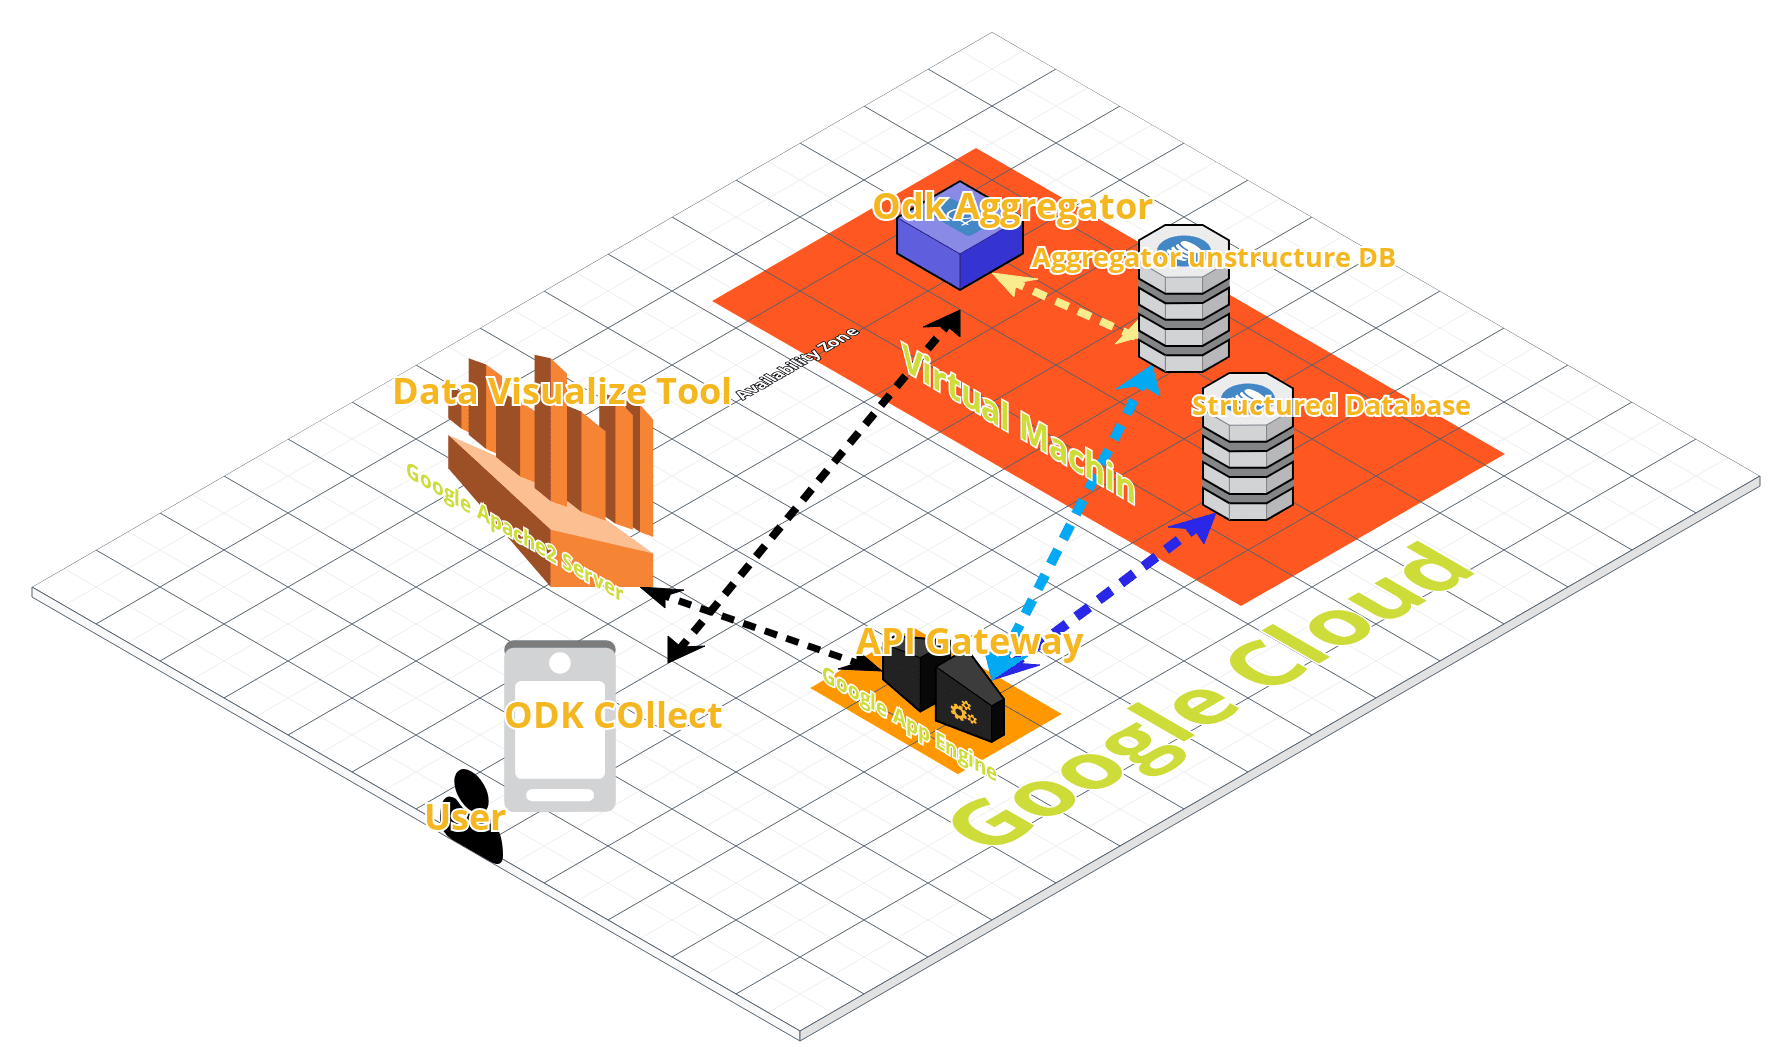 Odk Aggregator
Aggregator unstructure DB
Availability Zone
Virtual Machin
Data Visualize Tool
Structured Database
Google Apache2 Server
API Gateway
Google App Engine
ODK COllect
Google Cloud
User